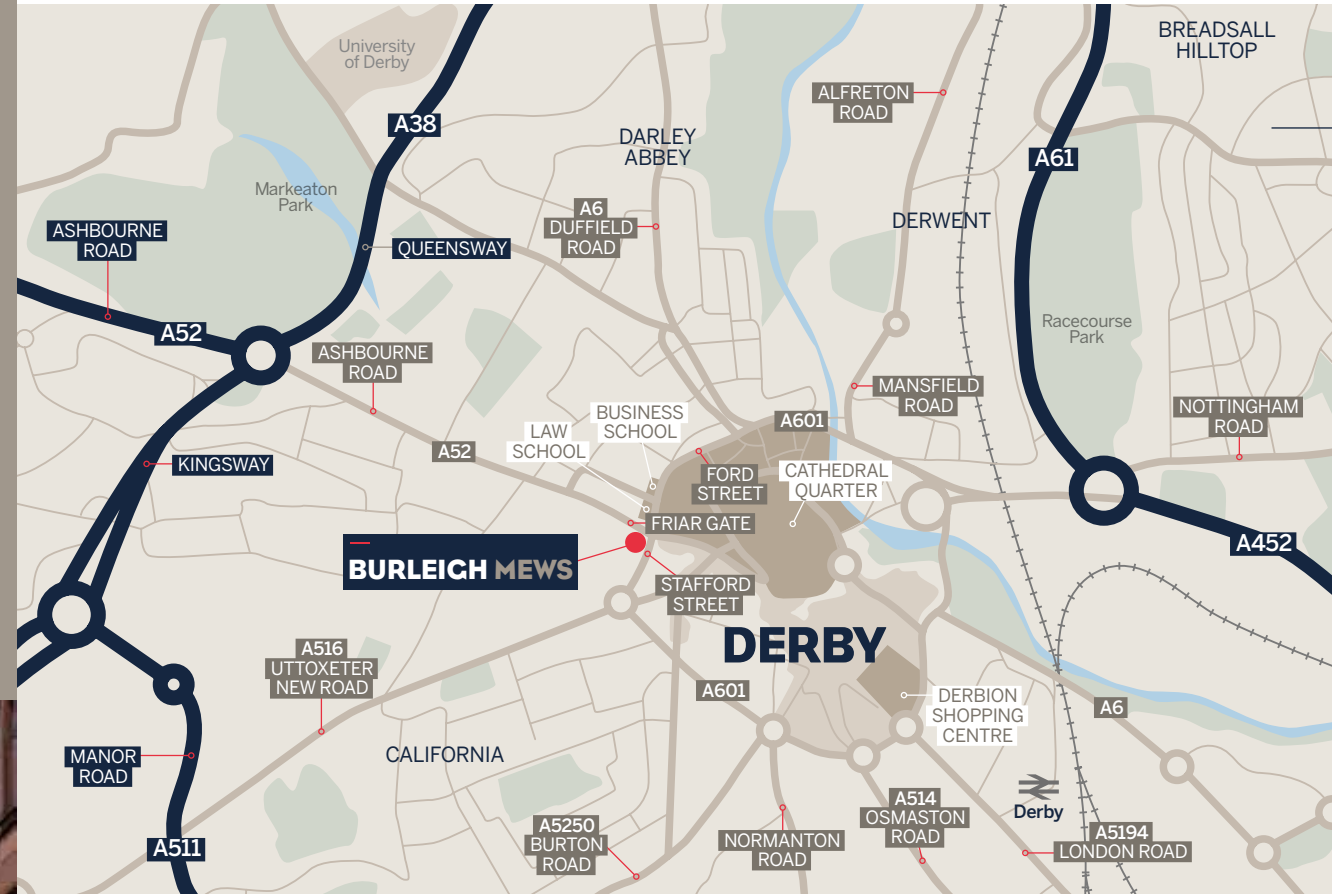 BREADSALL
HILLTOP
University
of Derby
ALFRETON
ROAD
A38
DARLEY
ABBEY
A61
Markeaton
Park
A6
DUFFIELD
ROAD
DERWENT
ASHBOURNE
ROAD
QUEENSWAY
A52
Racecourse
Park
ASHBOURNE
ROAD
MANSFIELD
ROAD
NOTTINGHAM
ROAD
BUSINESS
SCHOOL
A601
LAW
SCHOOL
A52
KINGSWAY
FORD
STREET
CATHEDRAL
QUARTER
FRIAR GATE
A452
BURLEIGH MEWS
STAFFORD
STREET
DERBY
A516
UTTOXETER
NEW ROAD
A601
DERBION
SHOPPING
CENTRE
A6
MANOR
ROAD
CALIFORNIA
Derby
A511
A5250
BURTON
ROAD
NORMANTON
ROAD
A514
OSMASTON
ROAD
A5194
LONDON ROAD